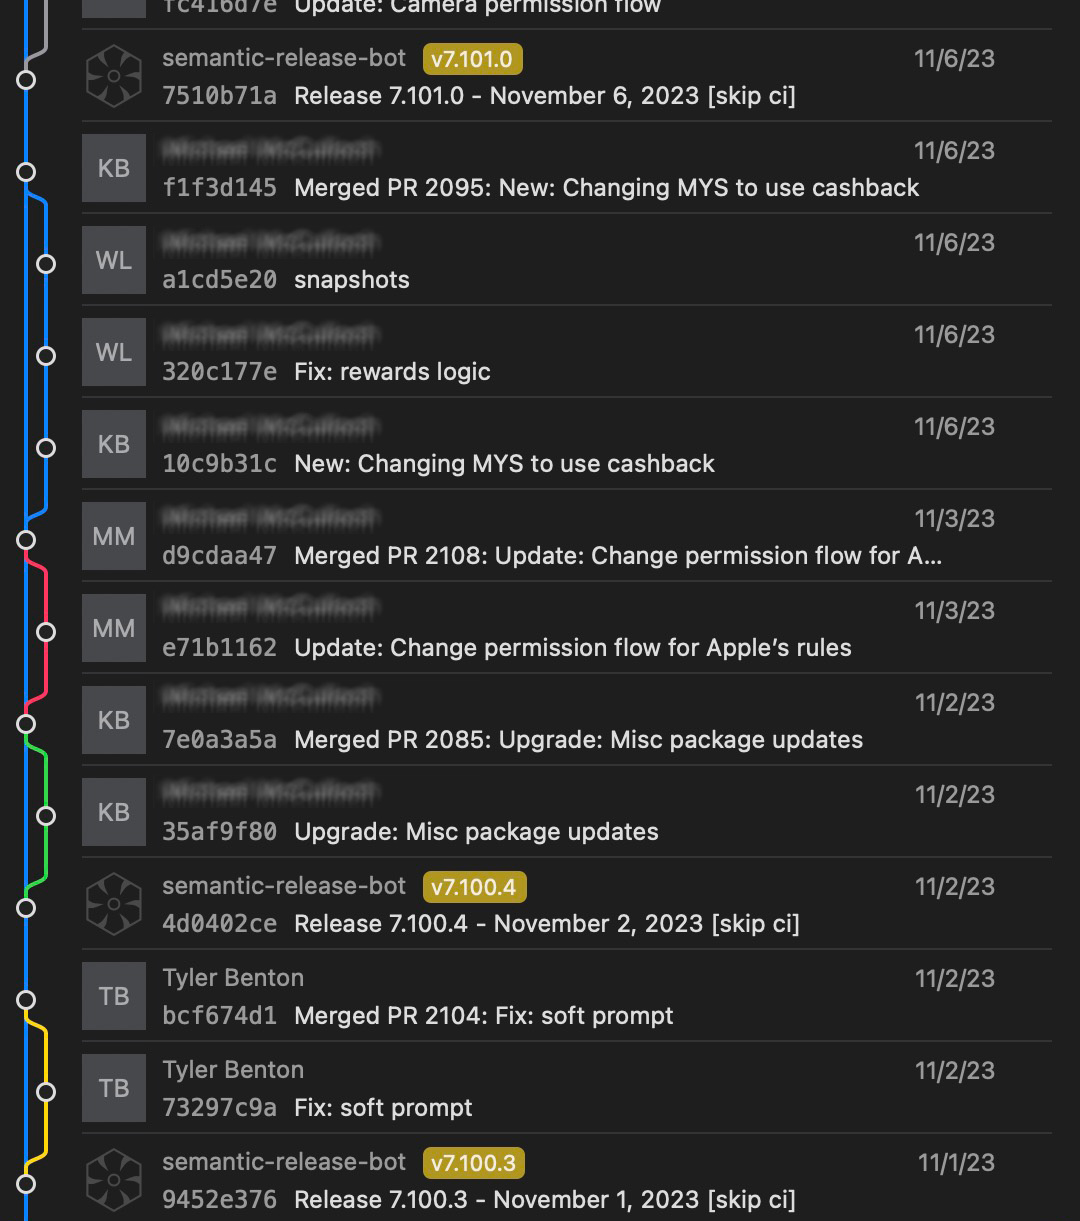 fc416d7e Update: Camera permission flow
semantic-release-bot v7.101.0 11/6/23
7510b71a Release 7.101.0 - November 6, 2023 [skip ci]
KB 11/6/23
f1f3d145 Merged PR 2095: New: Changing MYS to use cashback
WL 11/6/23
a1cd5e20 snapshots
WL 11/6/23
320c177e Fix: rewards logic
KB 11/6/23
10c9b31c New: Changing MYS to use cashback
MM 11/3/23
d9cdaa47 Merged PR 2108: Update: Change permission flow for A...
MM 11/3/23
e71b1162 Update: Change permission flow for Apple’s rules
KB 11/2/23
7e0a3a5a Merged PR 2085: Upgrade: Misc package updates
KB 11/2/23
35af9f80 Upgrade: Misc package updates
semantic-release-bot v7.100.4 11/2/23
4d0402ce Release 7.100.4 - November 2, 2023 [skip ci]
TB Tyler Benton 11/2/23
bcf674d1 Merged PR 2104: Fix: soft prompt
TB Tyler Benton 11/2/23
73297c9a Fix: soft prompt
semantic-release-bot v7.100.3 11/1/23
9452e376 Release 7.100.3 - November 1, 2023 [skip ci]